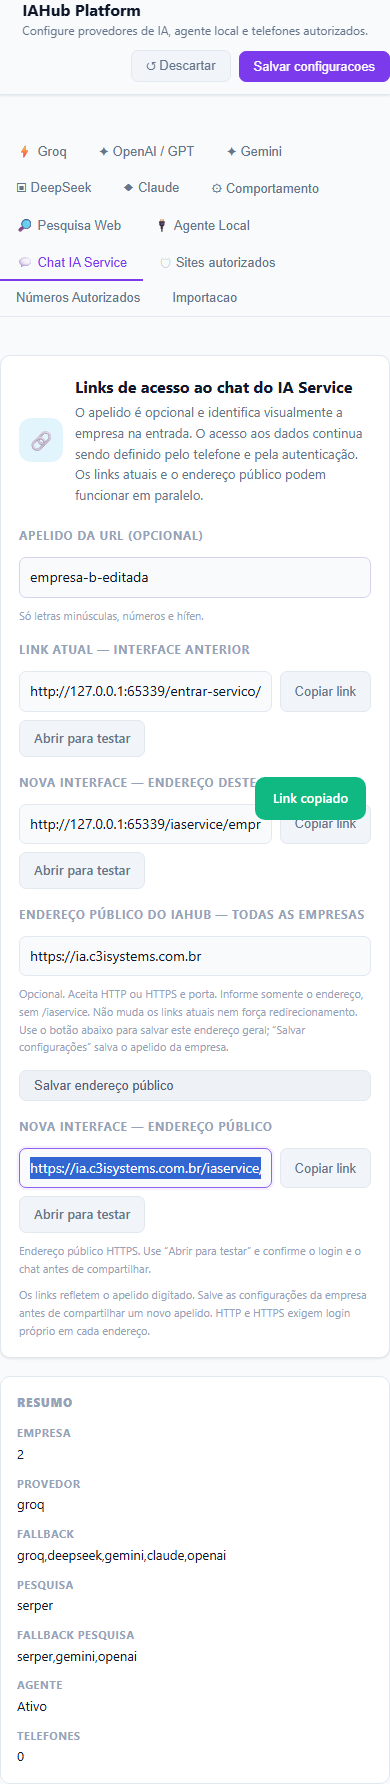 IAHub Platform
Configure provedores de IA, agente local e telefones autorizados.
↺ Descartar
Salvar configuracoes
Groq
OpenAI / GPT
Gemini
DeepSeek
Claude
Comportamento
Pesquisa Web
Agente Local
Chat IA Service
Sites autorizados
Números Autorizados
Importacao
Links de acesso ao chat do IA Service
O apelido é opcional e identifica visualmente a
empresa na entrada. O acesso aos dados continua
sendo definido pelo telefone e pela autenticação.
Os links atuais e o endereço público podem
funcionar em paralelo.
APELIDO DA URL (OPCIONAL)
empresa-b-editada
Só letras minúsculas, números e hífen.
LINK ATUAL — INTERFACE ANTERIOR
http://127.0.0.1:65339/entrar-servico/
Copiar link
Abrir para testar
NOVA INTERFACE — ENDEREÇO DESTE
Link copiado
http://127.0.0.1:65339/iaservice/empr
Copiar link
Abrir para testar
ENDEREÇO PÚBLICO DO IAHUB — TODAS AS EMPRESAS
https://ia.c3isystems.com.br
Opcional. Aceita HTTP ou HTTPS e porta. Informe somente o endereço,
sem /iaservice. Não muda os links atuais nem força redirecionamento.
Use o botão abaixo para salvar este endereço geral; "Salvar
configurações" salva o apelido da empresa.
Salvar endereço público
NOVA INTERFACE — ENDEREÇO PÚBLICO
https://ia.c3isystems.com.br/iaservice/
Copiar link
Abrir para testar
Endereço público HTTPS. Use "Abrir para testar" e confirme o login e o
chat antes de compartilhar.
Os links refletem o apelido digitado. Salve as configurações da empresa
antes de compartilhar um novo apelido. HTTP e HTTPS exigem login
próprio em cada endereço.
RESUMO
EMPRESA
2
PROVEDOR
groq
FALLBACK
groq,deepseek,gemini,claude,openai
PESQUISA
serper
FALLBACK PESQUISA
serper,gemini,openai
AGENTE
Ativo
TELEFONES
0